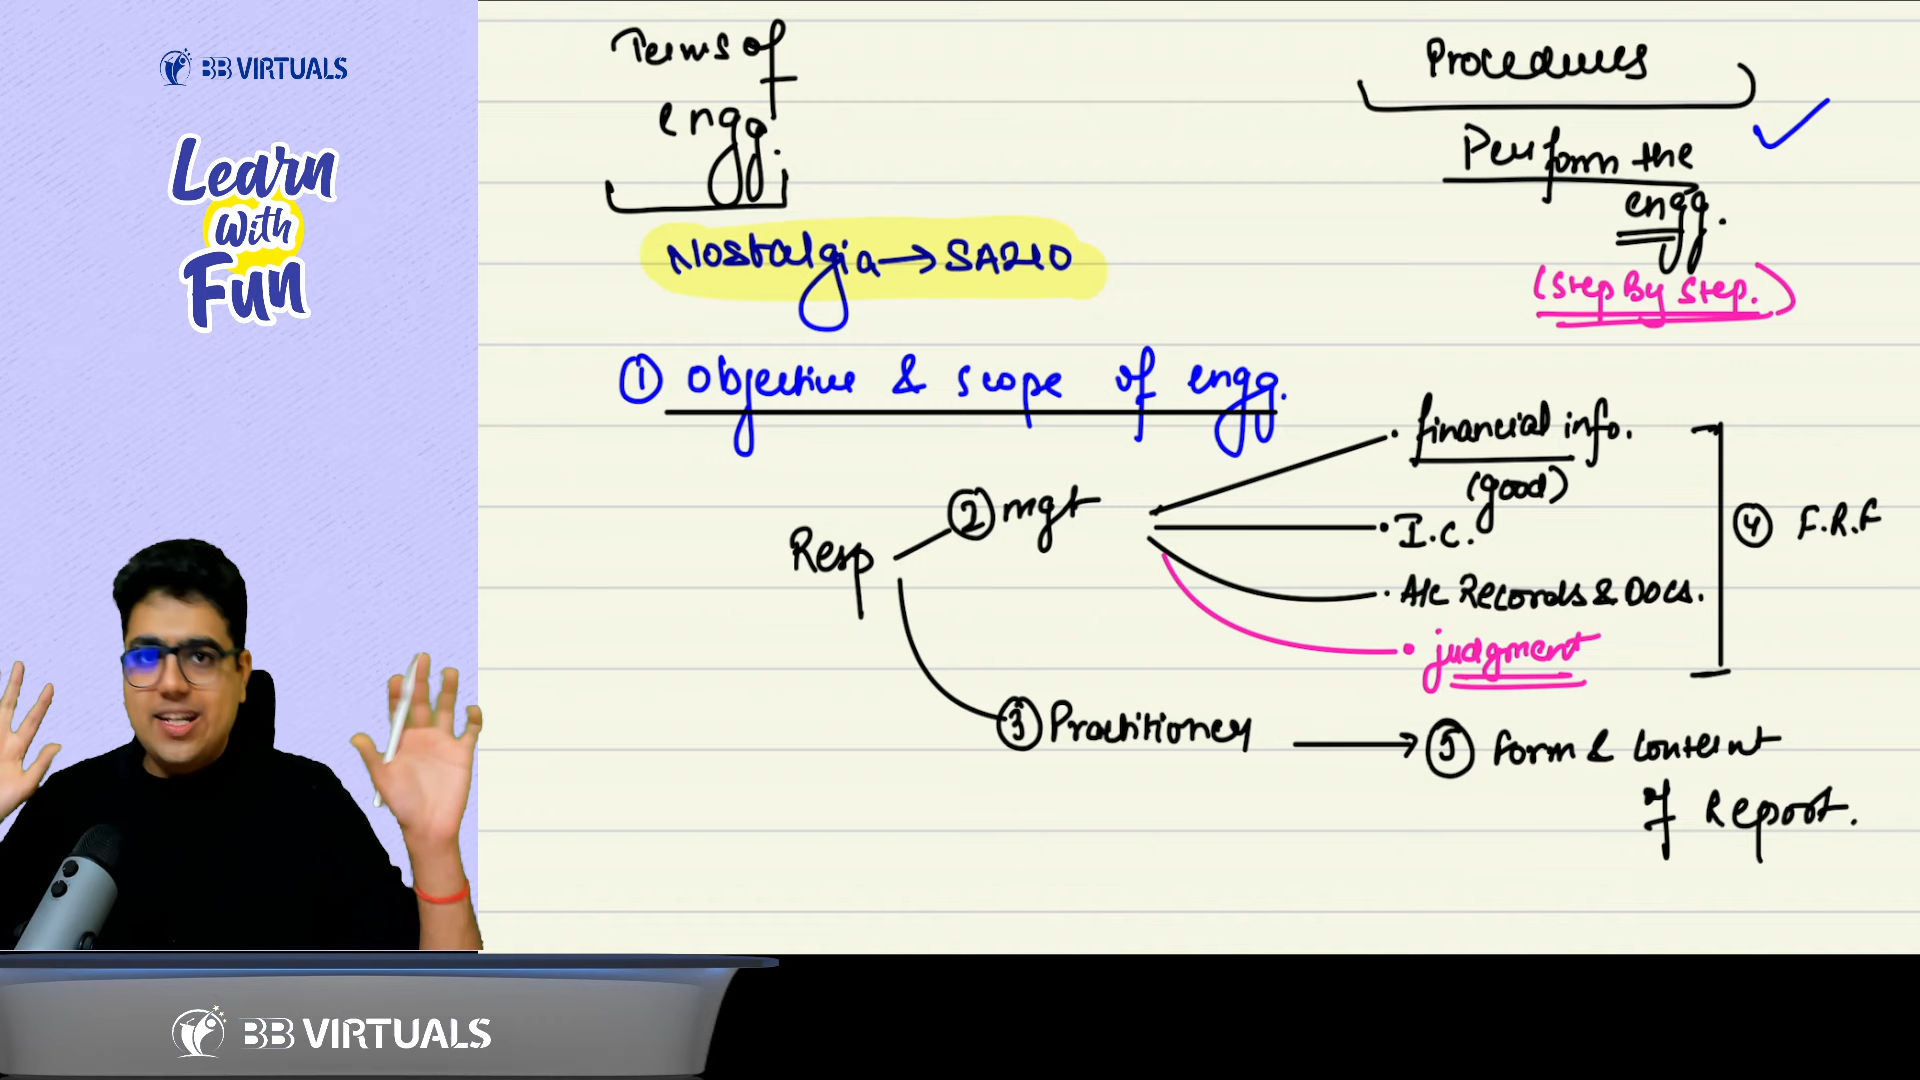 BB VIRTUALS
Learn
With
Fun
Terms of
engg.
Nostalgia → SA210
Procedures
Perform the
engg.
(Step By Step.)
① Objective & scope of engg.
Resp
② mgt
• financial info.
(good)
• I.C.
• A/c Records & Docs.
• judgment
④ F.R.F
③ Practitioner → ⑤ Form & Content
of Report.
BB VIRTUALS